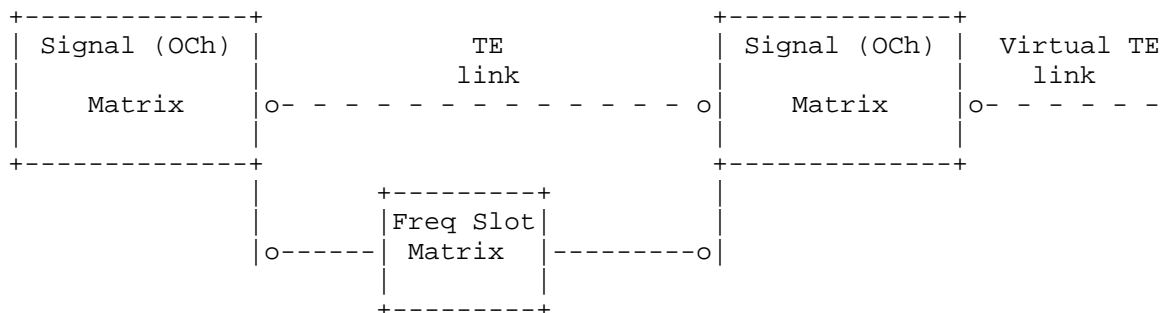 Signal (OCh) TE Signal (OCh) Virtual TE
link link
Matrix Matrix
Freq Slot
Matrix